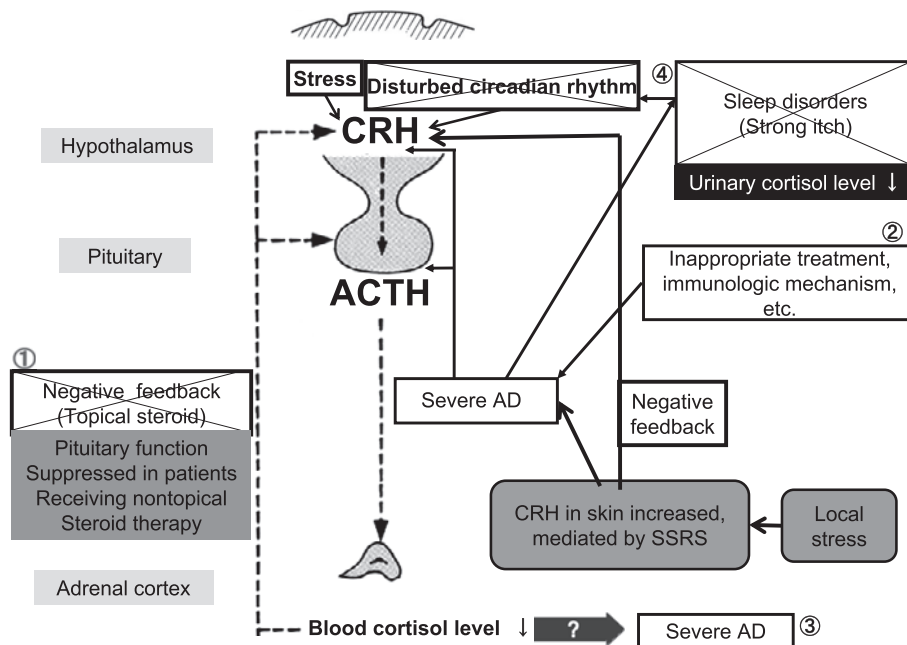 Stress
Disturbed circadian rhythm
④
Sleep disorders
(Strong itch)
Urinary cortisol level ↓
CRH
Hypothalamus
②
Inappropriate treatment,
immunologic mechanism,
etc.
Pituitary
ACTH
①
Negative feedback
(Topical steroid)
Pituitary function
Suppressed in patients
Receiving nontopical
Steroid therapy
Severe AD
Negative
feedback
CRH in skin increased,
mediated by SSRS
Local
stress
Adrenal cortex
Blood cortisol level ↓
?
Severe AD
③